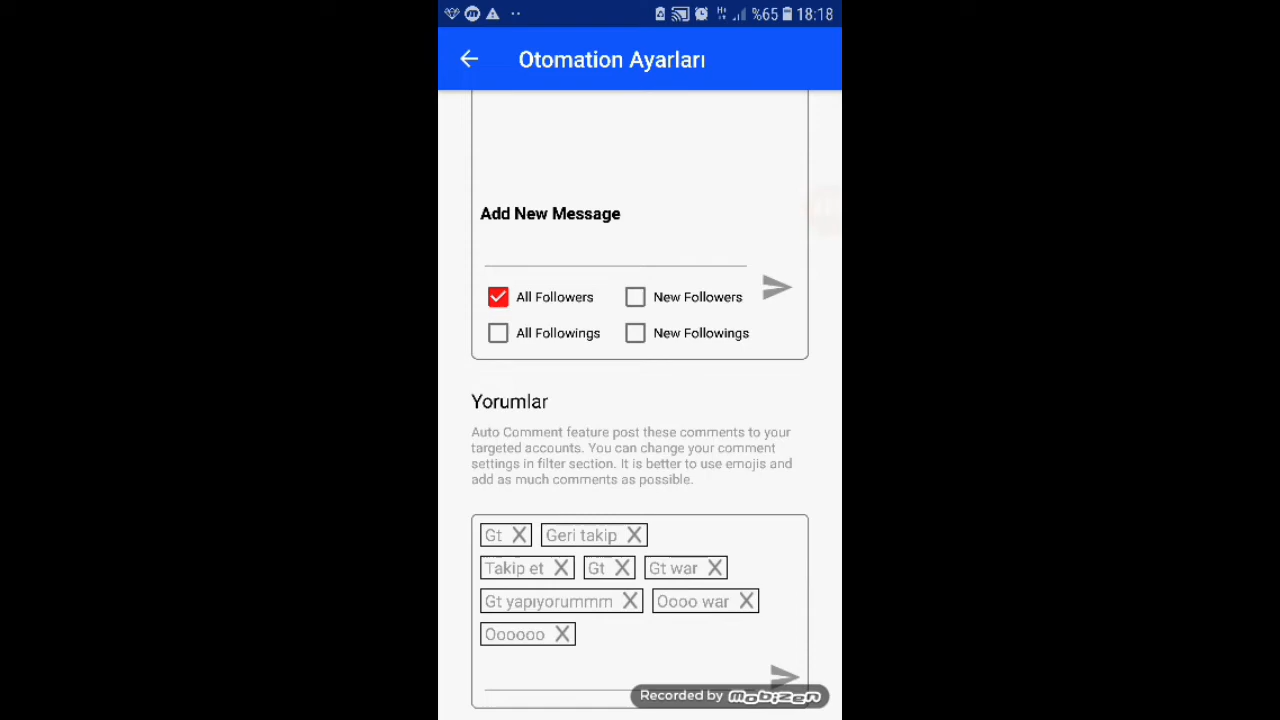 %65 18:18
Otomation Ayarları
Add New Message
All Followers New Followers
All Followings New Followings
Yorumlar
Auto Comment feature post these comments to your
targeted accounts. You can change your comment
settings in filter section. It is better to use emojis and
add as much comments as possible.
Gt X Geri takip X
Takip et X Gt X Gt war X
Gt yapıyorummm X Oooo war X
Oooooo X
Recorded by mobizen